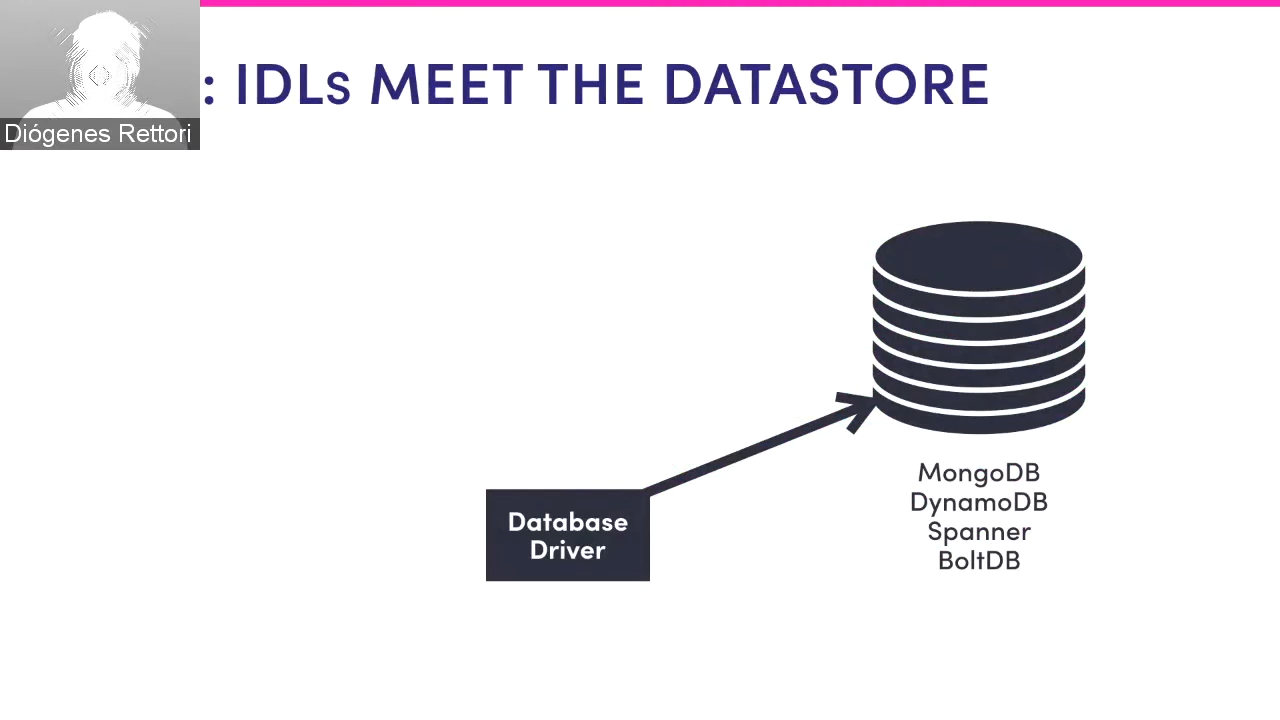 : IDLs MEET THE DATASTORE
Diógenes Rettori
Database
Driver
MongoDB
DynamoDB
Spanner
BoltDB